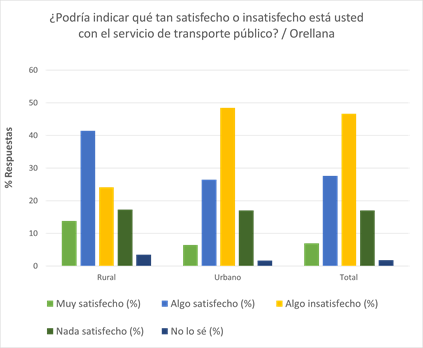 ¿Podría indicar qué tan satisfecho o insatisfecho está usted
con el servicio de transporte público? / Orellana
% Respuestas
60
50
40
30
20
10
0
Rural
Urbano
Total
Muy satisfecho (%)
Algo satisfecho (%)
Algo insatisfecho (%)
Nada satisfecho (%)
No lo sé (%)